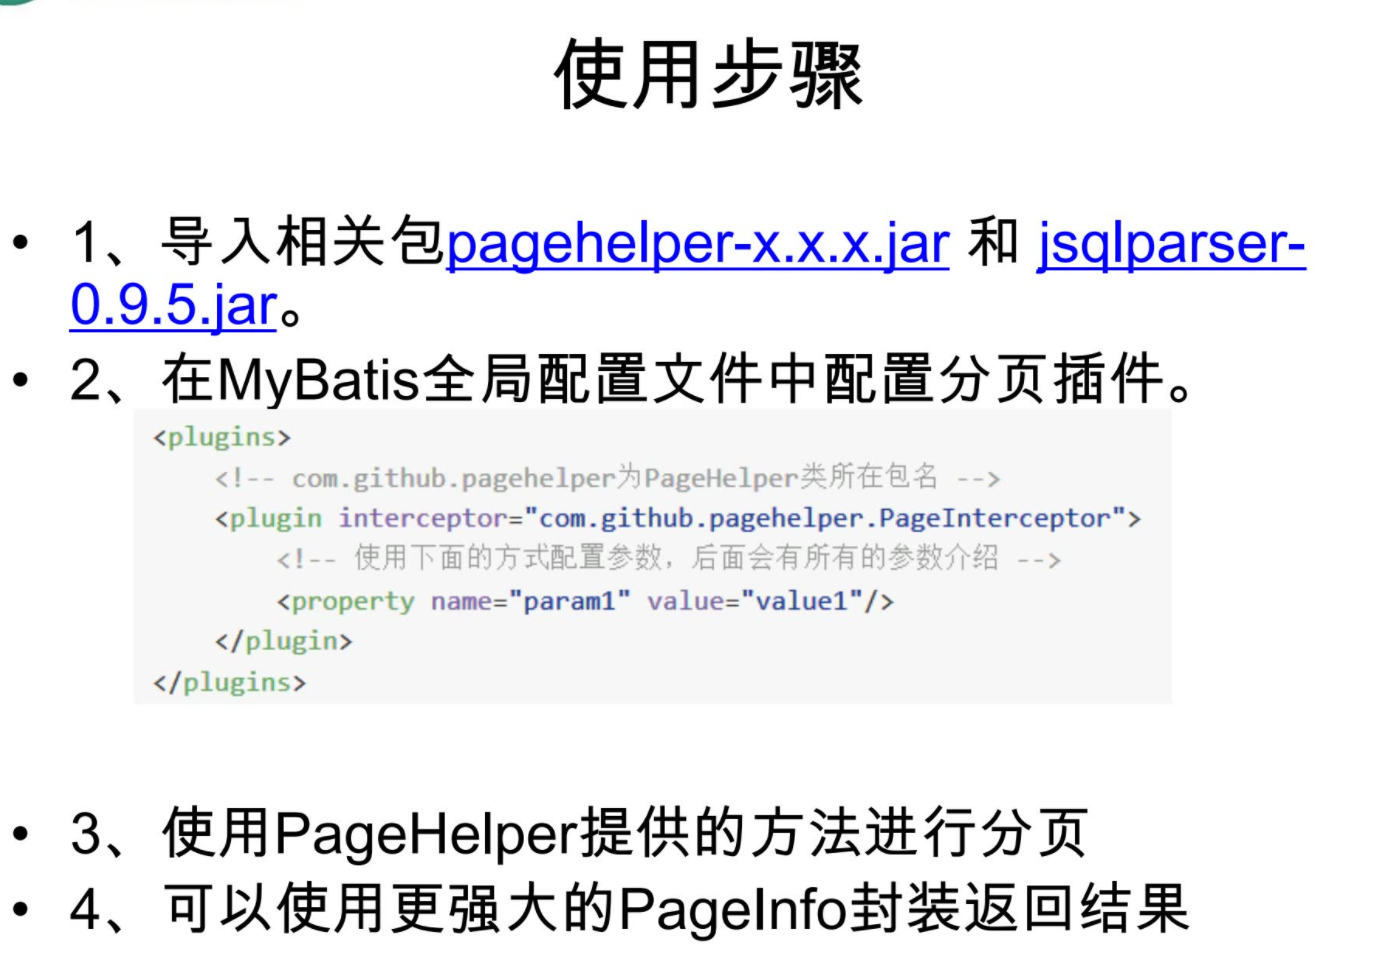 使用步骤
• 1、导入相关包pagehelper-x.x.x.jar 和 jsqlparser-
0.9.5.jar。
• 2、在MyBatis全局配置文件中配置分页插件。
<plugins>
<!-- com.github.pagehelper为PageHelper类所在包名 -->
<plugin interceptor="com.github.pagehelper.PageInterceptor">
<!-- 使用下面的方式配置参数，后面会有所有的参数介绍 -->
<property name="param1" value="value1"/>
</plugin>
</plugins>
• 3、使用PageHelper提供的方法进行分页
• 4、可以使用更强大的PageInfo封装返回结果